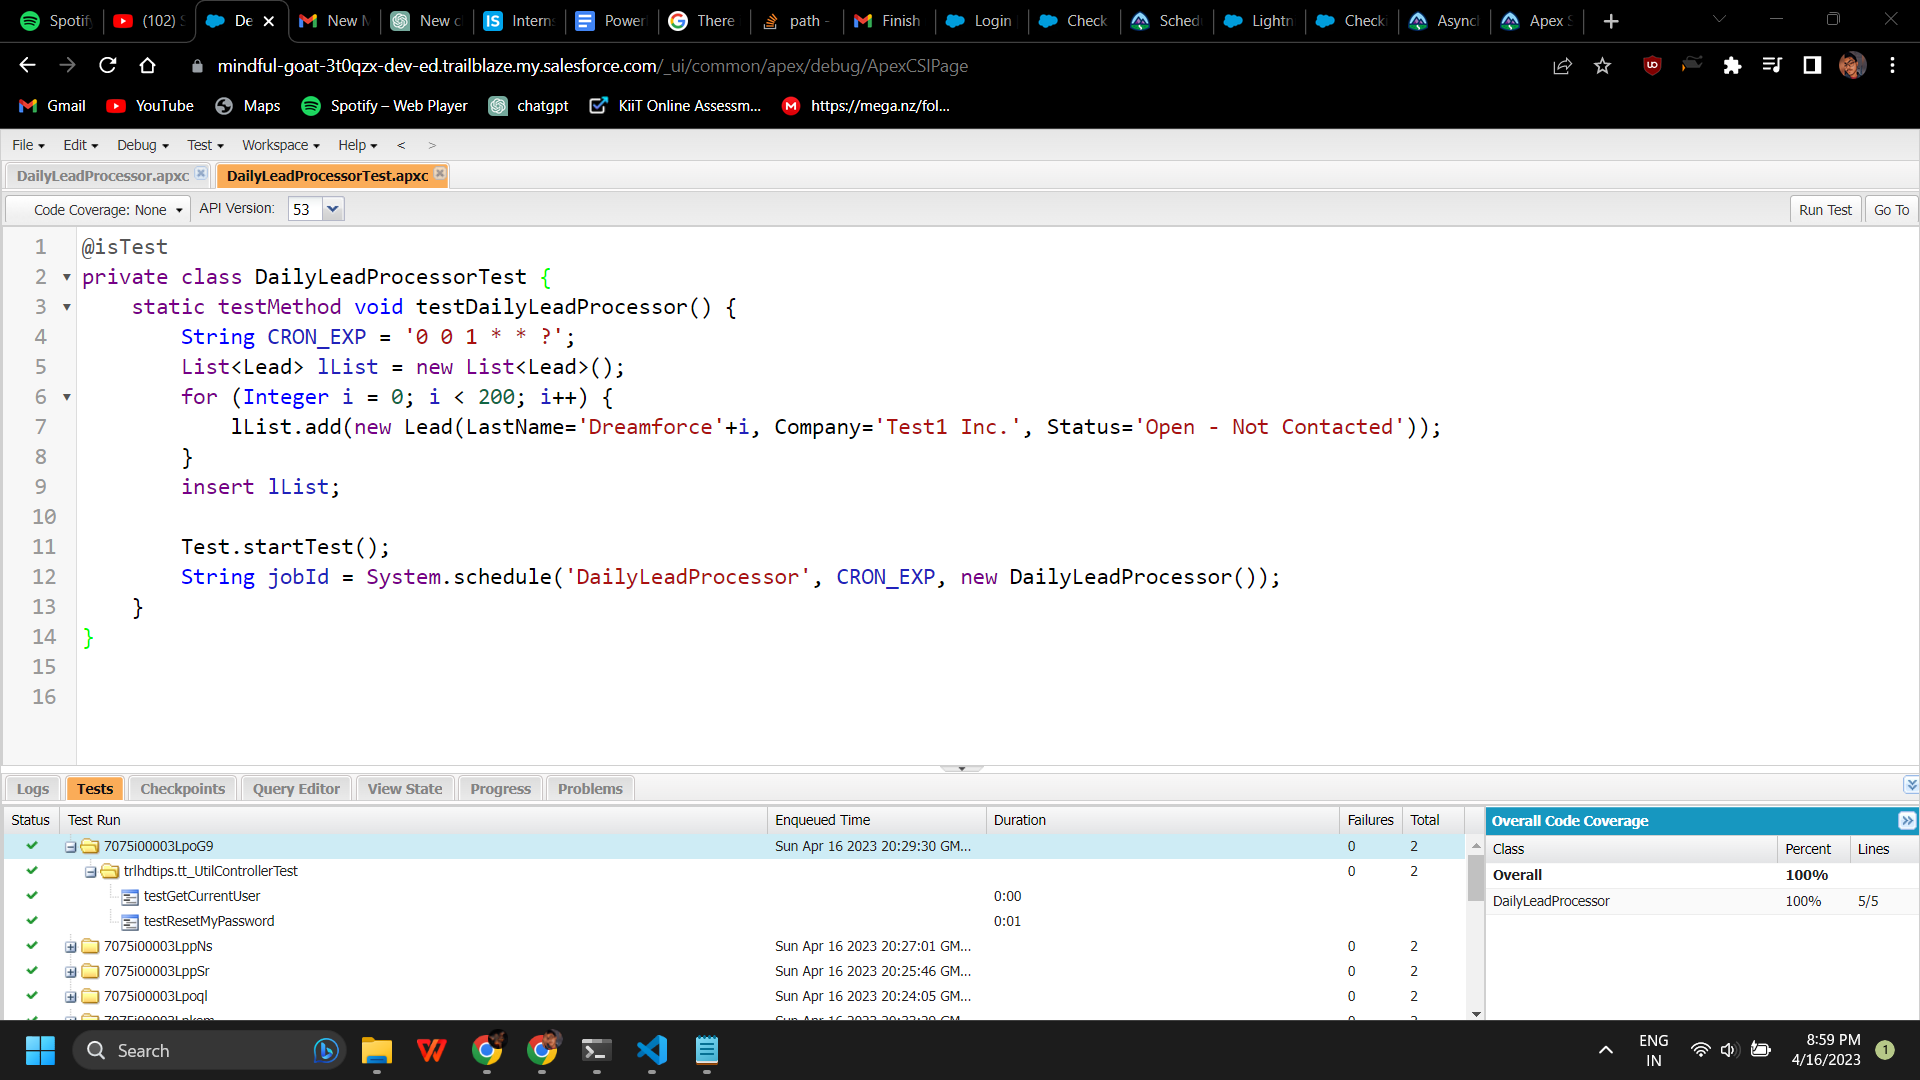 Spotify
(102) S
De
New M
New c
Intern
Power
There
path -
Finish
Login
Check
Sched
Lightn
Check
Async
Apex S
mindful-goat-3t0qzx-dev-ed.trailblaze.my.salesforce.com/_ui/common/apex/debug/ApexCSIPage
Gmail
YouTube
Maps
Spotify – Web Player
chatgpt
KiiT Online Assessm...
https://mega.nz/fol...
File Edit Debug Test Workspace Help < >
DailyLeadProcessor.apxc
DailyLeadProcessorTest.apxc
Code Coverage: None API Version: 53
Run Test Go To
1 @isTest
2 private class DailyLeadProcessorTest {
3 static testMethod void testDailyLeadProcessor() {
4 String CRON_EXP = '0 0 1 * * ?';
5 List<Lead> lList = new List<Lead>();
6 for (Integer i = 0; i < 200; i++) {
7 lList.add(new Lead(LastName='Dreamforce'+i, Company='Test1 Inc.', Status='Open - Not Contacted'));
8 }
9 insert lList;
10
11 Test.startTest();
12 String jobId = System.schedule('DailyLeadProcessor', CRON_EXP, new DailyLeadProcessor());
13 }
14 }
15
16
Logs Tests Checkpoints Query Editor View State Progress Problems
Status Test Run Enqueued Time Duration Failures Total
7075i00003LpoG9 Sun Apr 16 2023 20:29:30 GM... 0 2
trlhdtips.tt_UtilControllerTest 0 2
testGetCurrentUser 0:00
testResetMyPassword 0:01
7075i00003LppNs Sun Apr 16 2023 20:27:01 GM... 0 2
7075i00003LppSr Sun Apr 16 2023 20:25:46 GM... 0 2
7075i00003Lpoql Sun Apr 16 2023 20:24:05 GM... 0 2
Overall Code Coverage
Class Percent Lines
Overall 100%
DailyLeadProcessor 100% 5/5
Search
ENG
IN
8:59 PM
4/16/2023
1